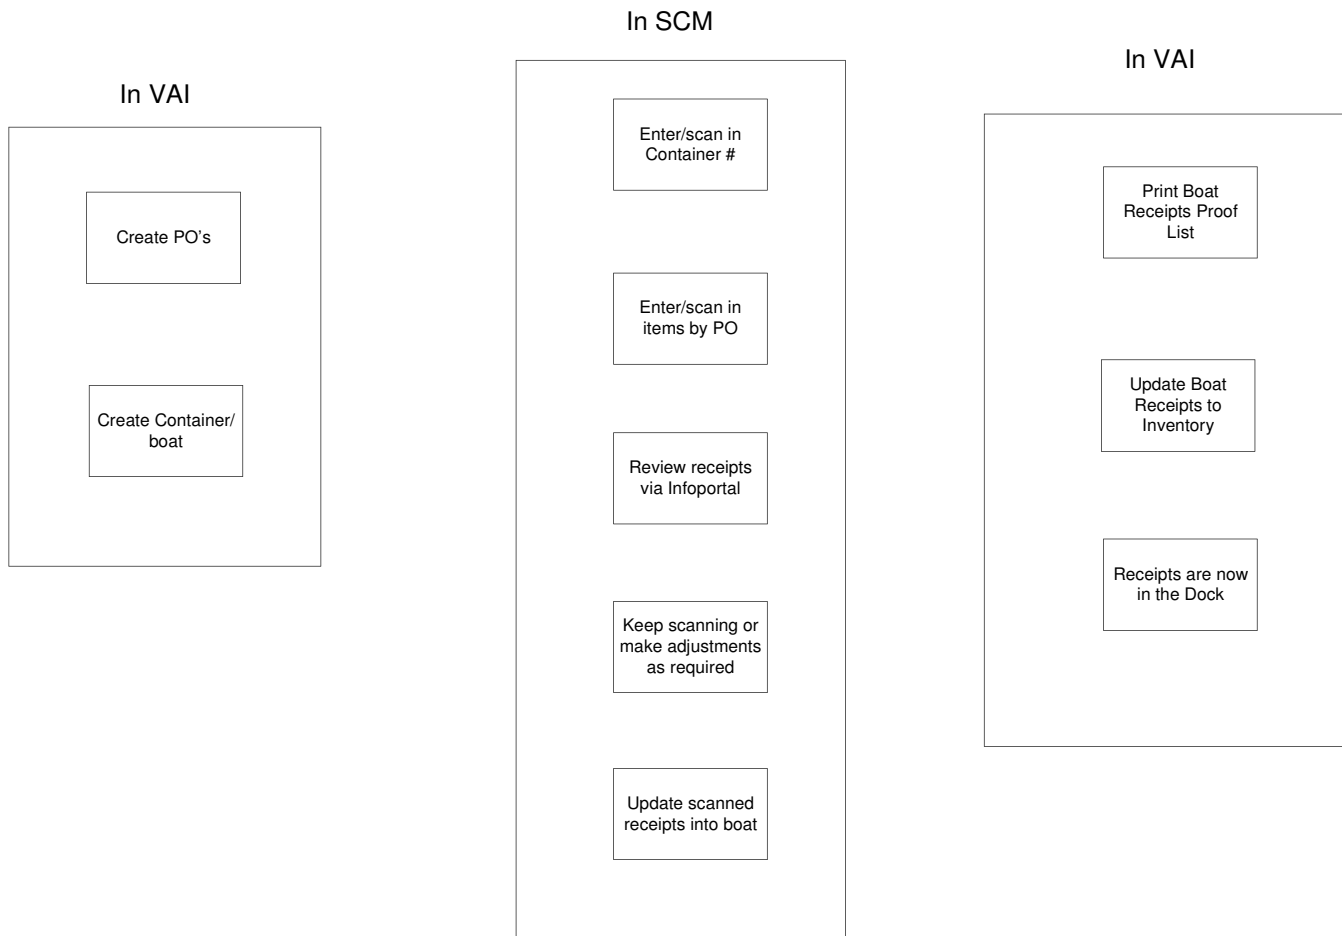 In VAI
Create PO's
Create Container/
boat
In SCM
Enter/scan in
Container #
Enter/scan in
items by PO
Review receipts
via Infoportal
Keep scanning or
make adjustments
as required
Update scanned
receipts into boat
In VAI
Print Boat
Receipts Proof
List
Update Boat
Receipts to
Inventory
Receipts are now
in the Dock